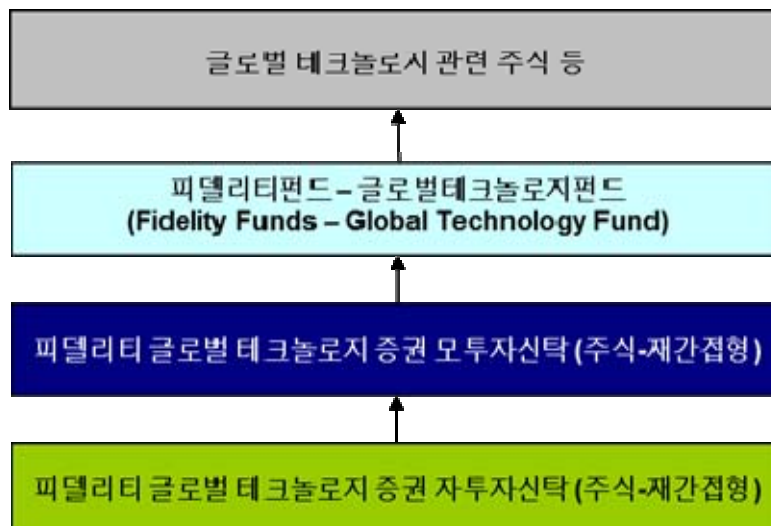 글로벌 테크놀로시 관련 주식 등
피델리티펀드 – 글로벌테크놀로지펀드
(Fidelity Funds – Global Technology Fund)
피델리티 글로벌 테크놀로지 증권 모투자신탁 (주식-재간접형)
피델리티 글로벌 테크놀로지 증권 자투자신탁 (주식-재간접형)